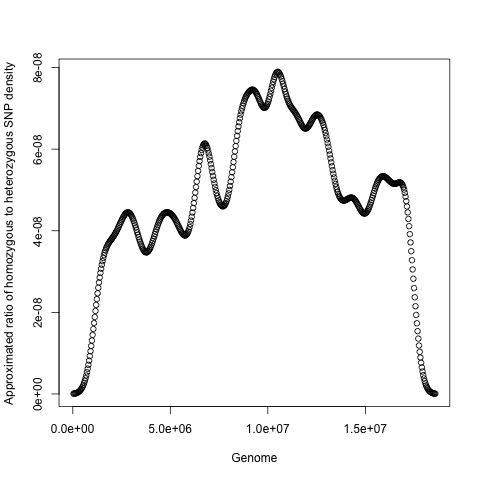 Approximated ratio of homozygous to heterozygous SNP density
8e-08
6e-08
4e-08
2e-08
0e+00
0.0e+00 5.0e+06 1.0e+07 1.5e+07
Genome